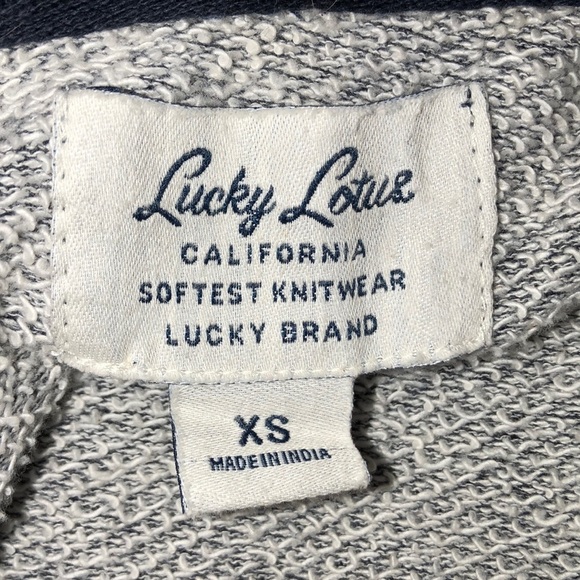 Lucky Lotus
CALIFORNIA
SOFTEST KNITWEAR
LUCKY BRAND
XS
MADE IN INDIA